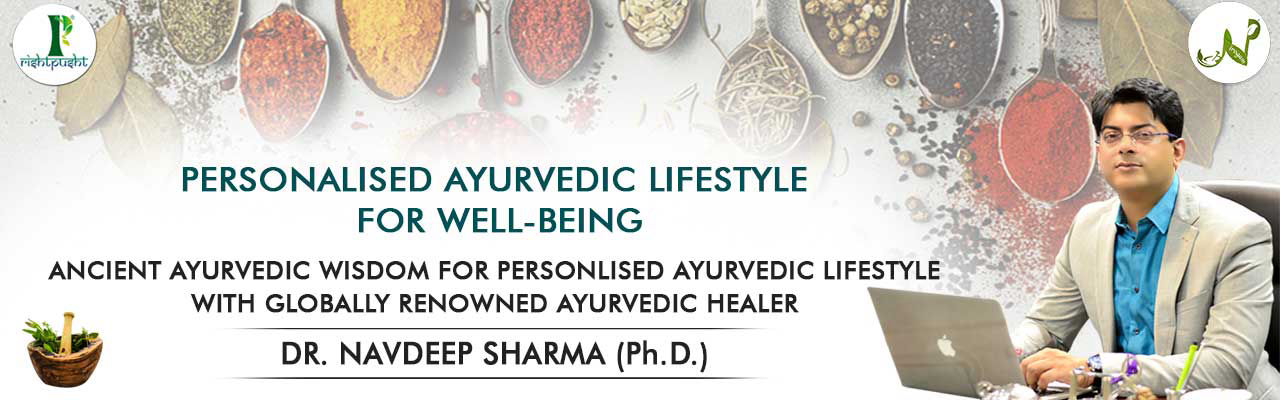 rishtpusht
PERSONALISED AYURVEDIC LIFESTYLE
FOR WELL-BEING
ANCIENT AYURVEDIC WISDOM FOR PERSONLISED AYURVEDIC LIFESTYLE
WITH GLOBALLY RENOWNED AYURVEDIC HEALER
DR. NAVDEEP SHARMA (Ph.D.)